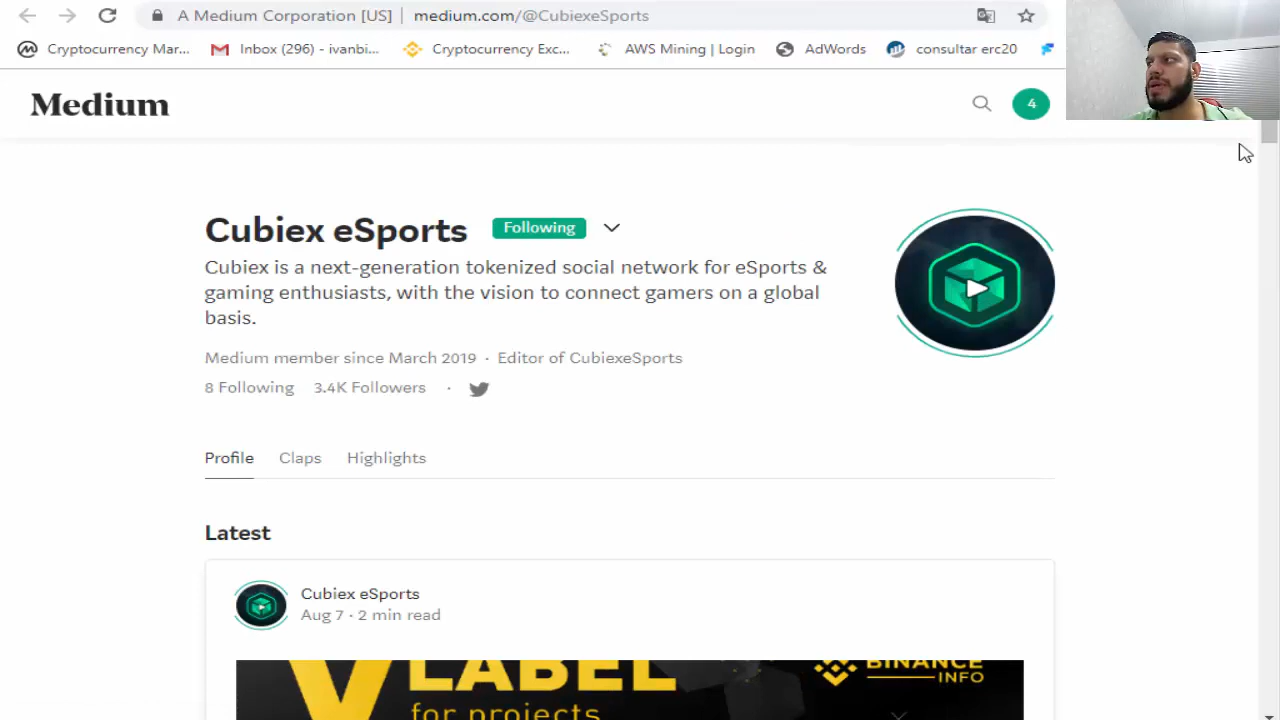 A Medium Corporation [US] | medium.com/@CubiexeSports
Cryptocurrency Mar... Inbox (296) - ivanbi... Cryptocurrency Exc... AWS Mining | Login AdWords consultar erc20
Medium
4
Cubiex eSports Following
Cubiex is a next-generation tokenized social network for eSports &
gaming enthusiasts, with the vision to connect gamers on a global
basis.
Medium member since March 2019 · Editor of CubiexeSports
8 Following 3.4K Followers ·
Profile Claps Highlights
Latest
Cubiex eSports
Aug 7 · 2 min read
V LABEL
for projects
BINANCE
INFO